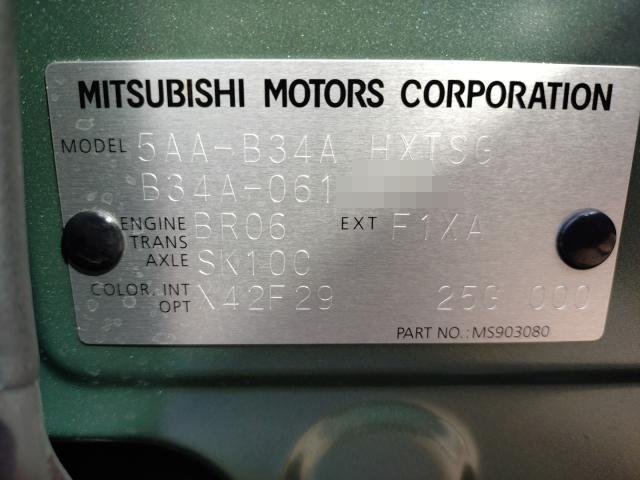 MITSUBISHI MOTORS CORPORATION
MODEL 5AA-B34A HXTSG
B34A-061
ENGINE BR06 EXT F1XA
TRANS
AXLE SK10C
COLOR. INT X42F29 25G 000
OPT
PART NO.:MS903080